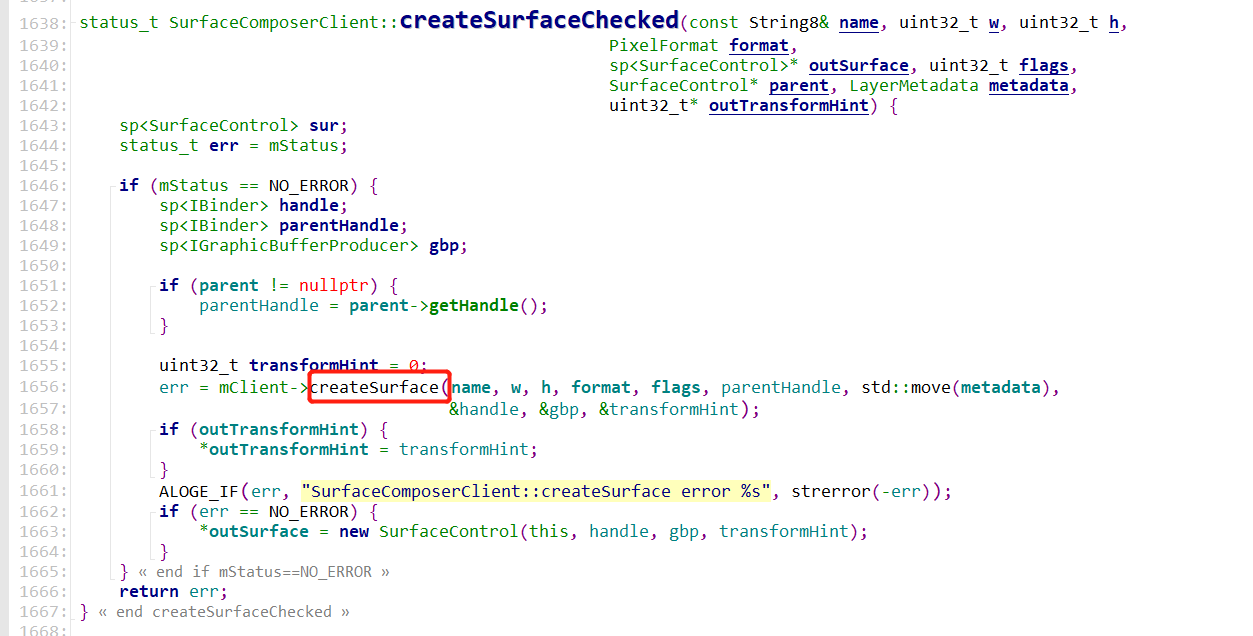 1638: status_t SurfaceComposerClient::createSurfaceChecked(const String8& name, uint32_t w, uint32_t h,
1639: PixelFormat format,
1640: sp<SurfaceControl>* outSurface, uint32_t flags,
1641: SurfaceControl* parent, LayerMetadata metadata,
1642: uint32_t* outTransformHint) {
1643: sp<SurfaceControl> sur;
1644: status_t err = mStatus;
1645:
1646: if (mStatus == NO_ERROR) {
1647: sp<IBinder> handle;
1648: sp<IBinder> parentHandle;
1649: sp<IGraphicBufferProducer> gbp;
1650:
1651: if (parent != nullptr) {
1652: parentHandle = parent->getHandle();
1653: }
1654:
1655: uint32_t transformHint = 0;
1656: err = mClient->createSurface(name, w, h, format, flags, parentHandle, std::move(metadata),
1657: &handle, &gbp, &transformHint);
1658: if (outTransformHint) {
1659: *outTransformHint = transformHint;
1660: }
1661: ALOGE_IF(err, "SurfaceComposerClient::createSurface error %s", strerror(-err));
1662: if (err == NO_ERROR) {
1663: *outSurface = new SurfaceControl(this, handle, gbp, transformHint);
1664: }
1665: } « end if mStatus==NO_ERROR »
1666: return err;
1667: } « end createSurfaceChecked »
1668: